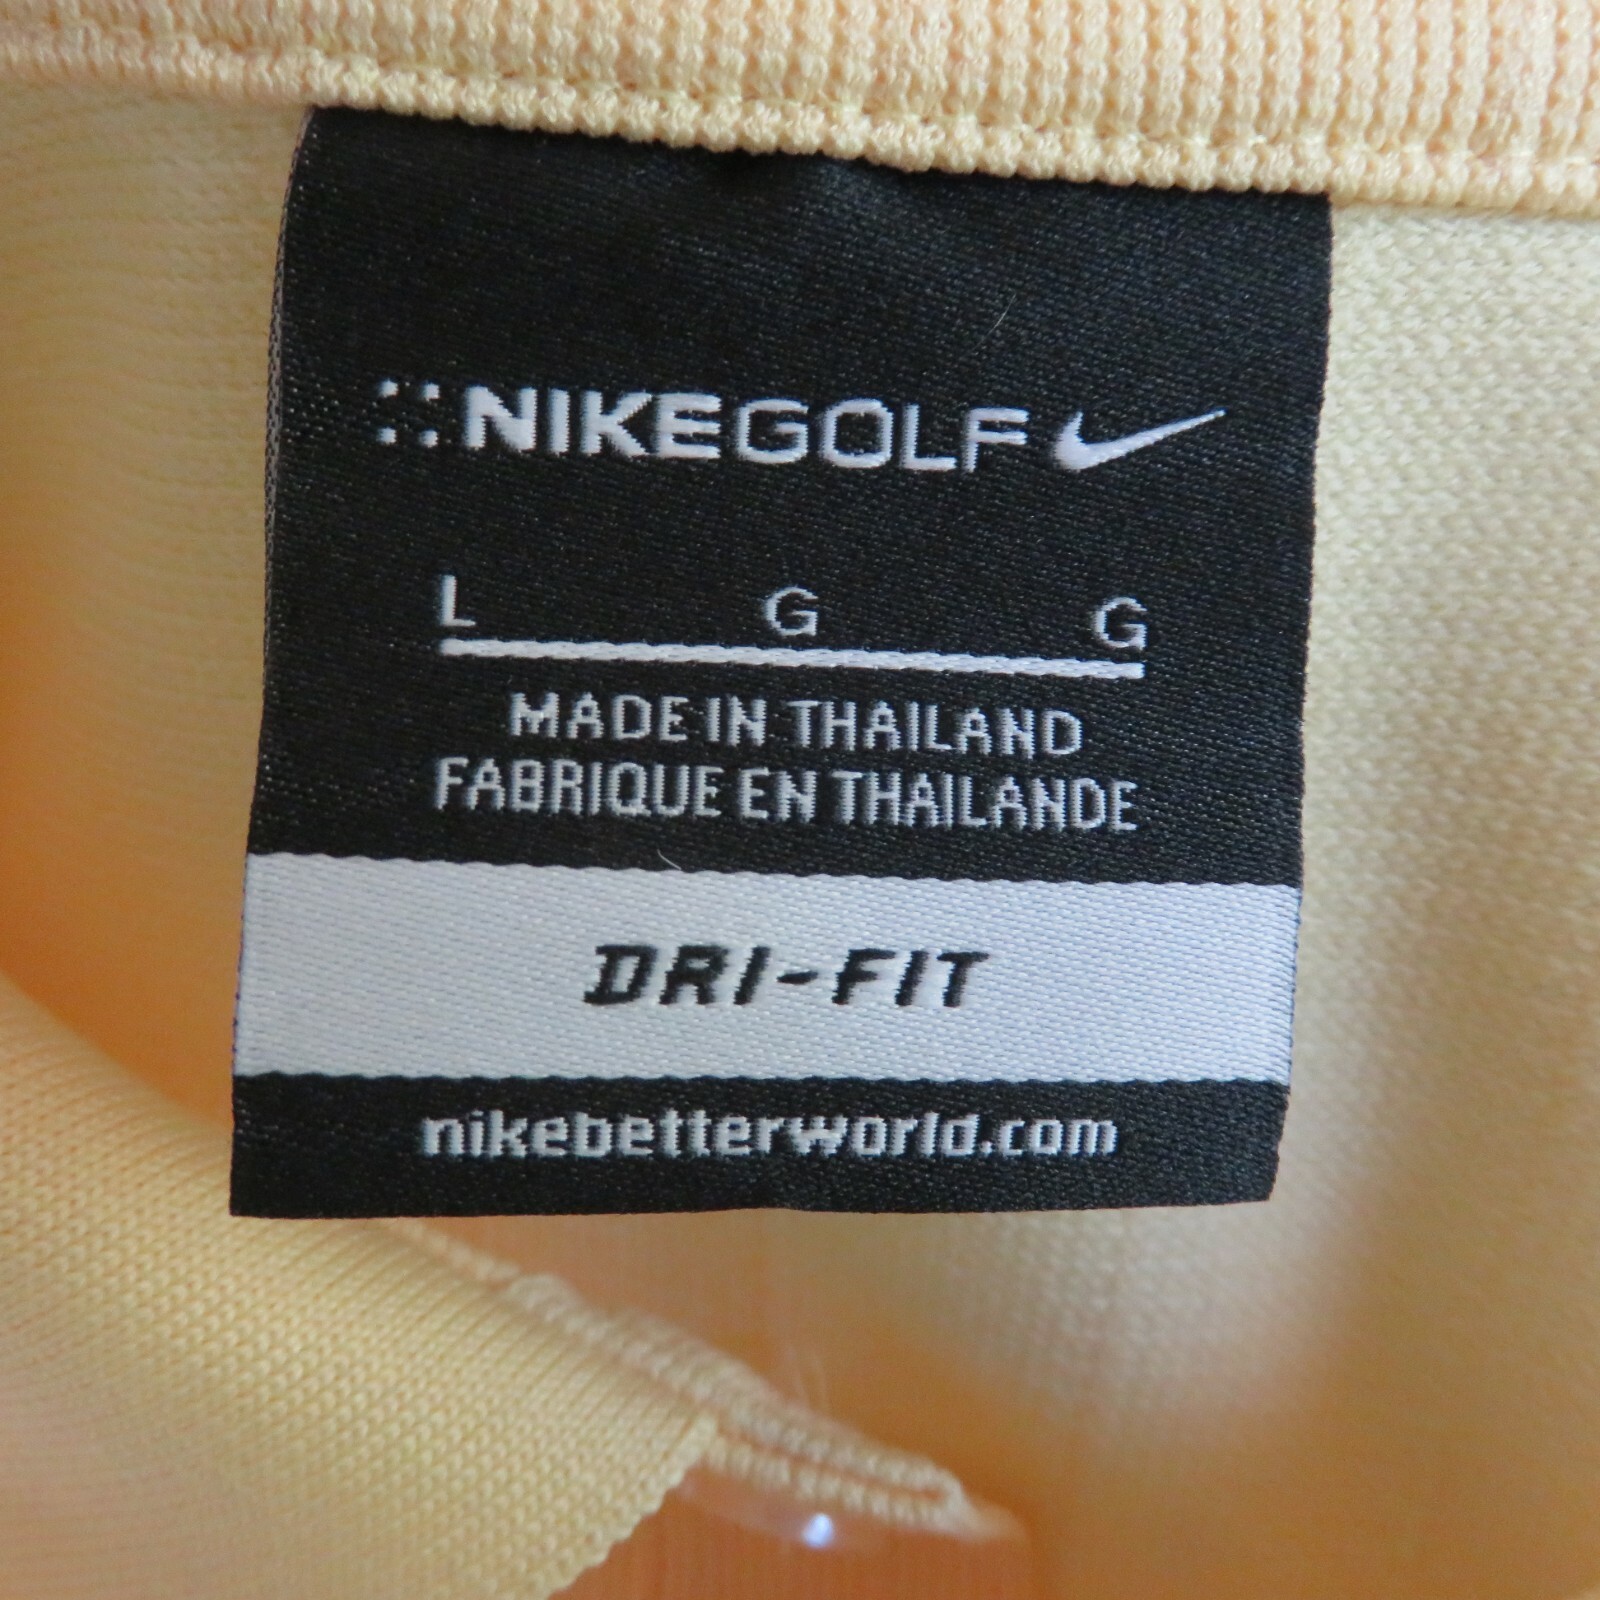 NIKEGOLF
L G G
MADE IN THAILAND
FABRIQUE EN THAILANDE
DRI-FIT
nikebetterworld.com